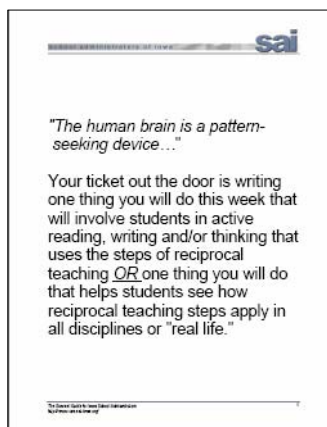 School administrators of iowa
sai
"The human brain is a pattern-
seeking device…"
Your ticket out the door is writing
one thing you will do this week that
will involve students in active
reading, writing and/or thinking that
uses the steps of reciprocal
teaching OR one thing you will do
that helps students see how
reciprocal teaching steps apply in
all disciplines or "real life."